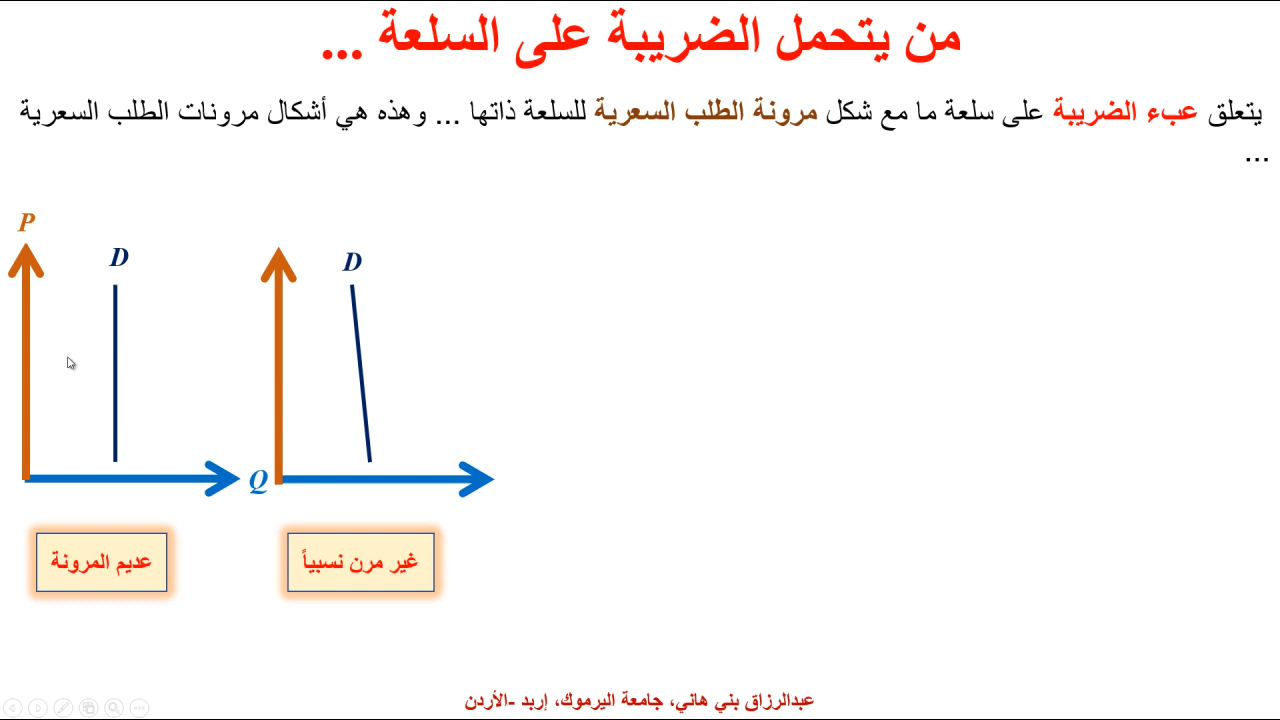 من يتحمل الضريبة على السلعة ...
يتعلق عبء الضريبة على سلعة ما مع شكل مرونة الطلب السعرية للسلعة ذاتها ... وهذه هي أشكال مرونات الطلب السعرية
...
P
D
D
Q
عديم المرونة
غير مرن نسبياً
عبدالرزاق بني هاني، جامعة اليرموك، إربد -الأردن